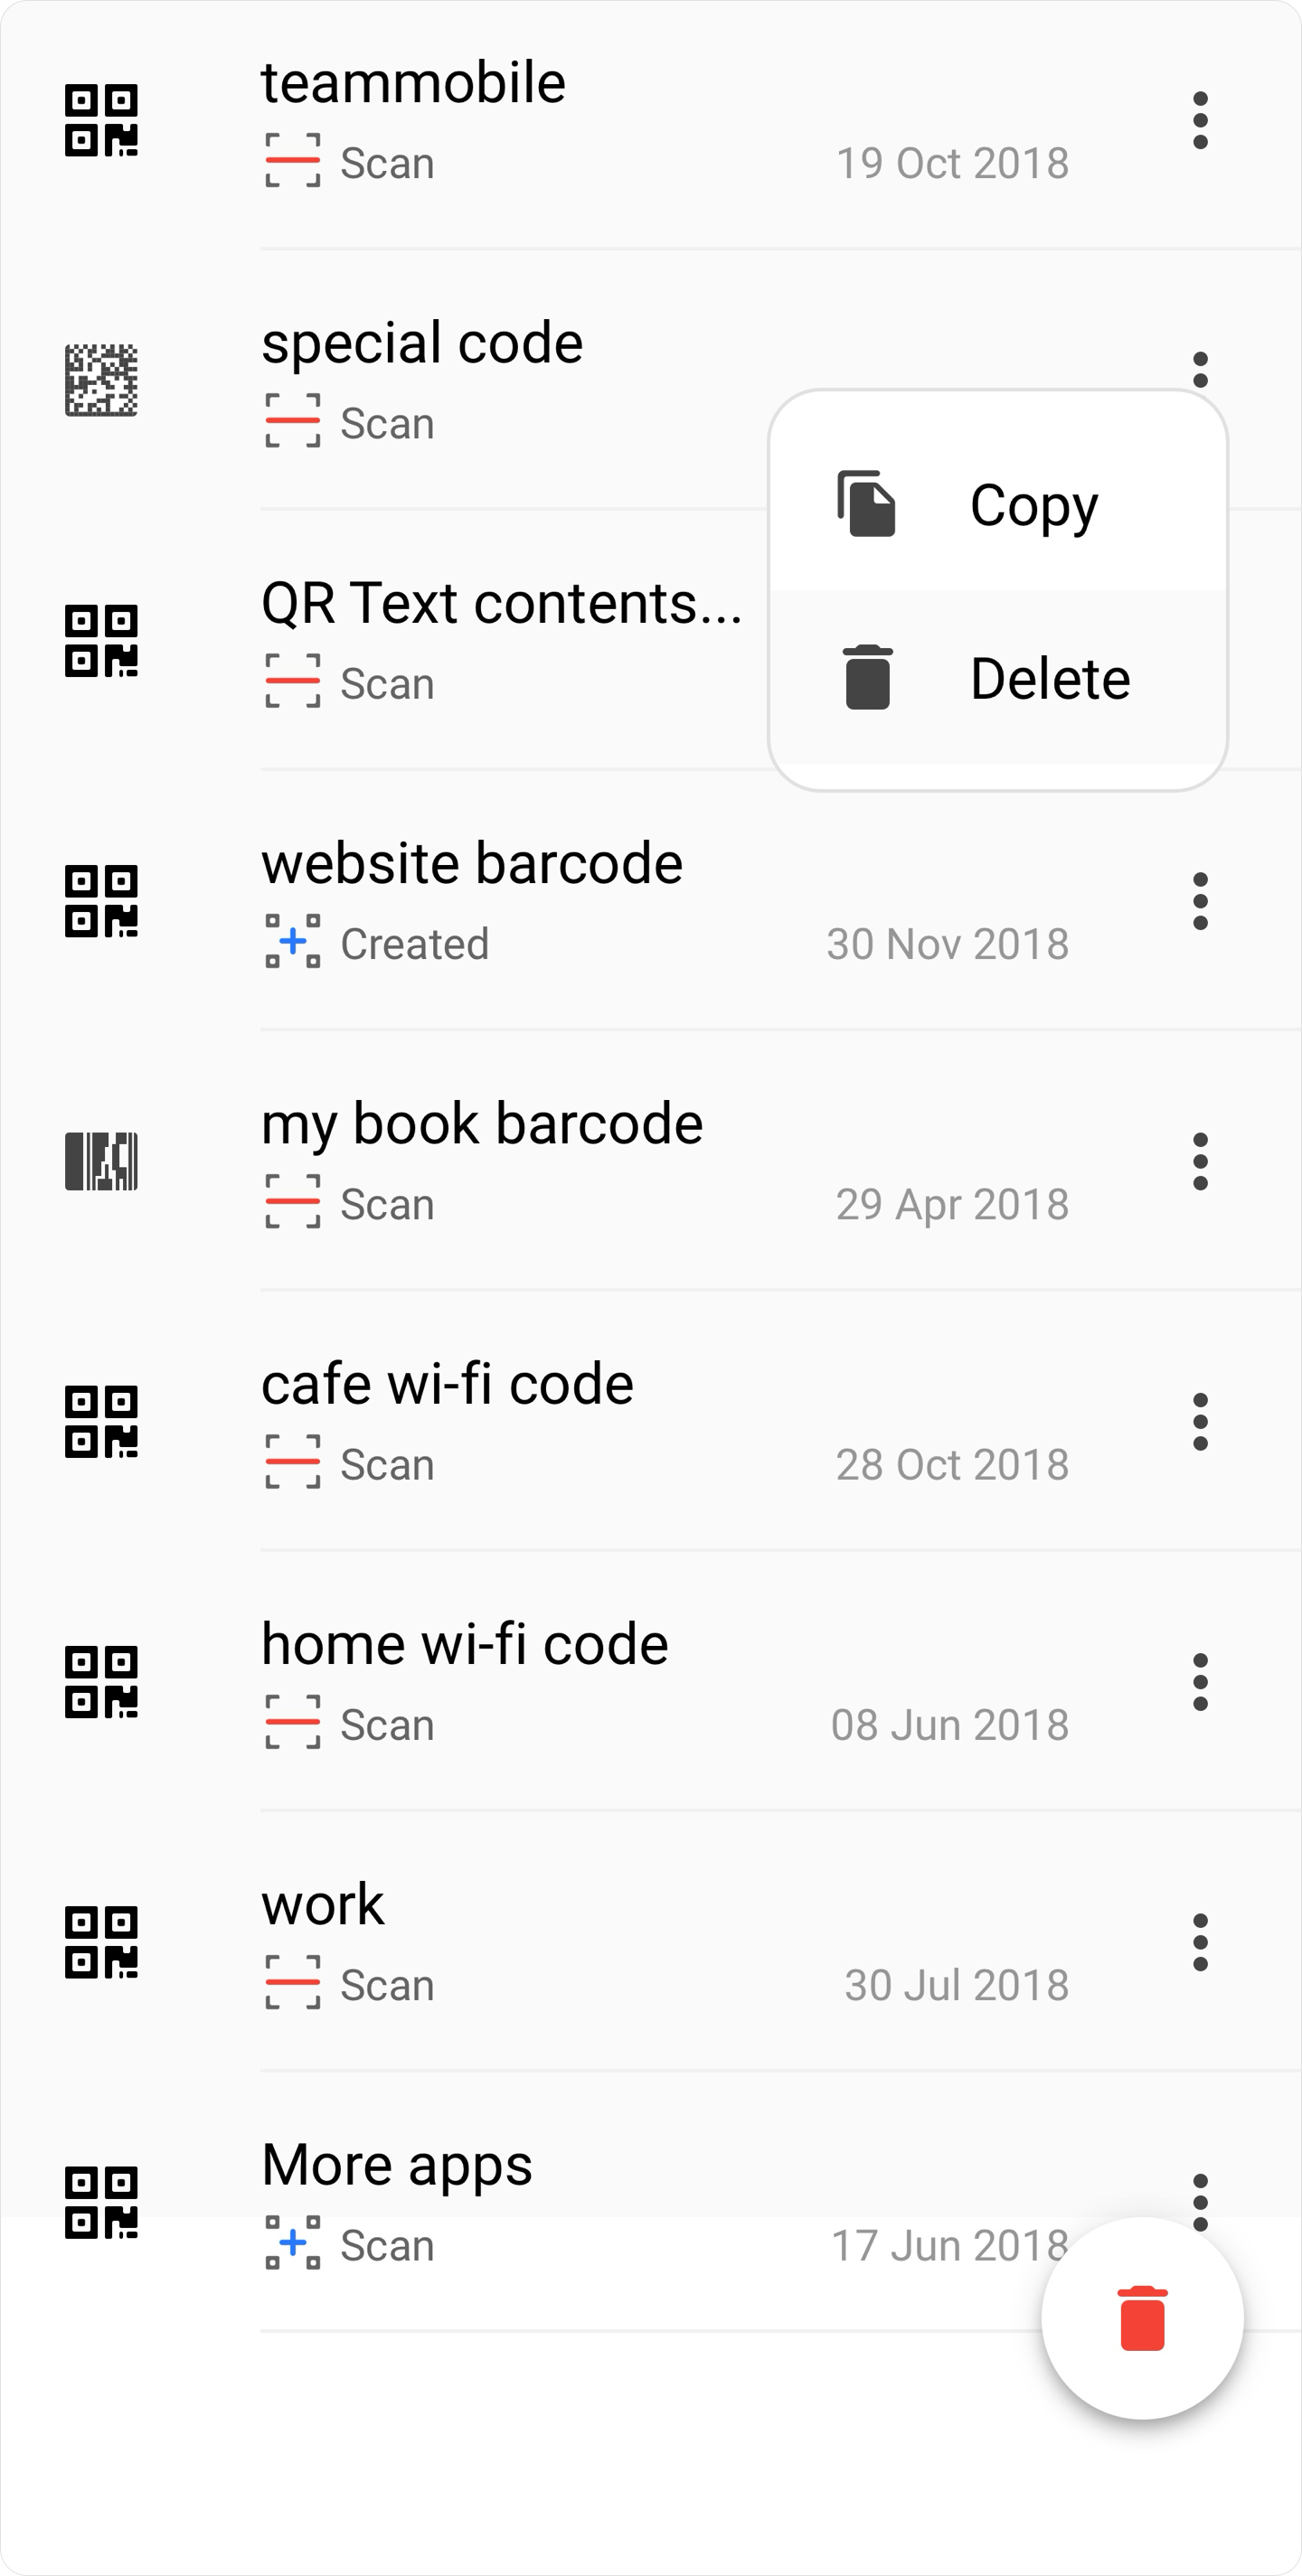 teammobile
Scan 19 Oct 2018
special code
Scan
Copy
QR Text contents...
Scan
Delete
website barcode
Created 30 Nov 2018
my book barcode
Scan 29 Apr 2018
cafe wi-fi code
Scan 28 Oct 2018
home wi-fi code
Scan 08 Jun 2018
work
Scan 30 Jul 2018
More apps
Scan 17 Jun 2018